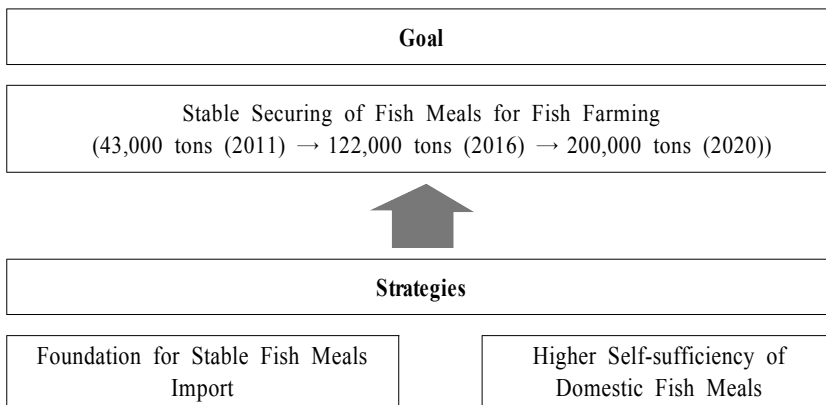 Goal
Stable Securing of Fish Meals for Fish Farming
(43,000 tons (2011) → 122,000 tons (2016) → 200,000 tons (2020))
Strategies
Foundation for Stable Fish Meals
Import
Higher Self-sufficiency of
Domestic Fish Meals